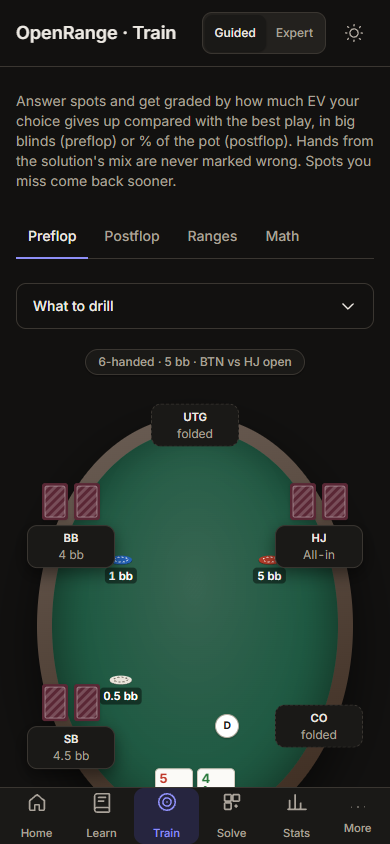 OpenRange · Train
Guided
Expert
Answer spots and get graded by how much EV your
choice gives up compared with the best play, in big
blinds (preflop) or % of the pot (postflop). Hands from
the solution's mix are never marked wrong. Spots you
miss come back sooner.
Preflop
Postflop
Ranges
Math
What to drill
6-handed · 5 bb · BTN vs HJ open
UTG
folded
BB
4 bb
HJ
All-in
1 bb
5 bb
0.5 bb
SB
4.5 bb
D
CO
folded
5
4
Home
Learn
Train
Solve
Stats
More